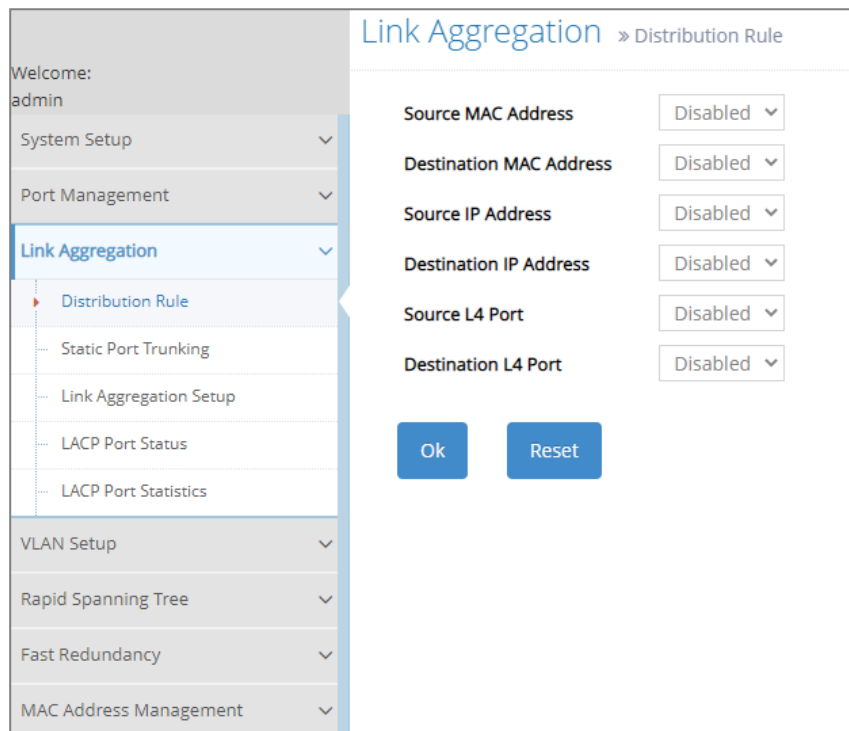 Link Aggregation » Distribution Rule
Welcome:
admin
System Setup
Port Management
Link Aggregation
Distribution Rule
Static Port Trunking
Link Aggregation Setup
LACP Port Status
LACP Port Statistics
VLAN Setup
Rapid Spanning Tree
Fast Redundancy
MAC Address Management
Source MAC Address Disabled
Destination MAC Address Disabled
Source IP Address Disabled
Destination IP Address Disabled
Source L4 Port Disabled
Destination L4 Port Disabled
Ok Reset